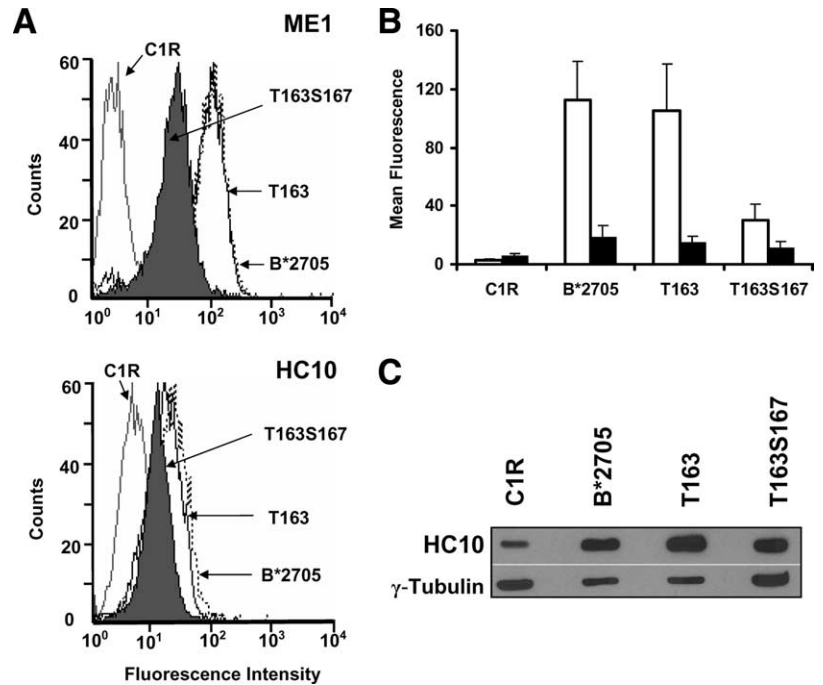 A
ME1
C1R
T163S167
T163
B*2705
Counts
60
40
20
0
10⁰ 10¹ 10² 10³ 10⁴
HC10
C1R
T163S167
T163
B*2705
Counts
60
40
20
0
10⁰ 10¹ 10² 10³ 10⁴
Fluorescence Intensity
B
Mean Fluorescence
160
120
80
40
0
C1R B*2705 T163 T163S167
C
C1R B*2705 T163 T163S167
HC10
γ-Tubulin